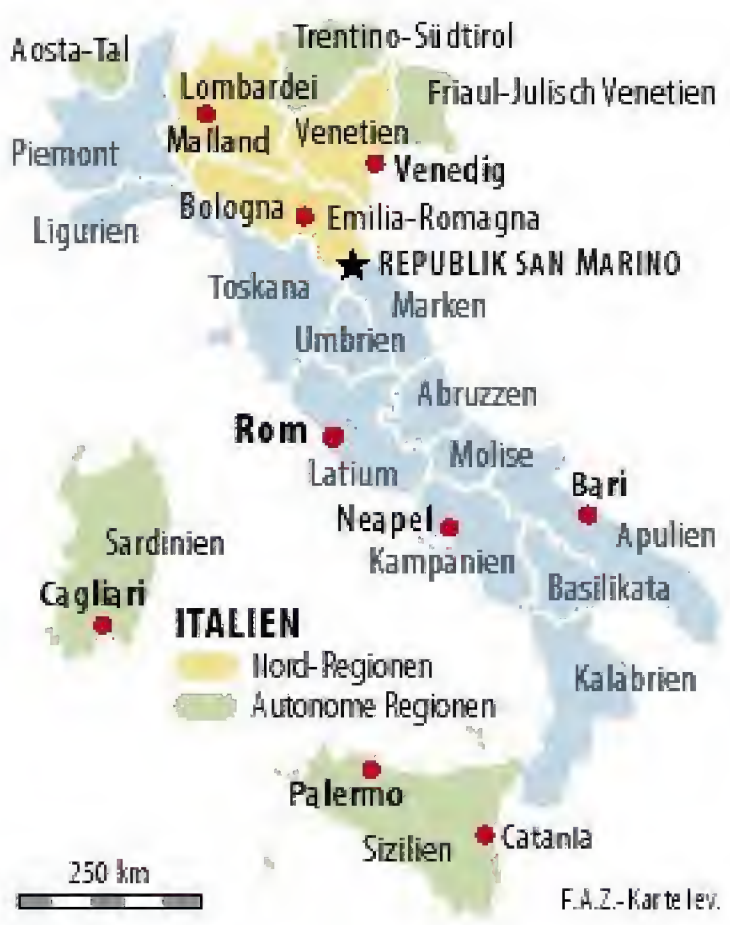 Trentino-Südtirol
Aosta-Tal
Lombardei
Friaul-Julisch Venetien
Mailand
Venetien
Piemont
Venedig
Bologna
Emilia-Romagna
Ligurien
REPUBLIK SAN MARINO
Toskana
Marken
Umbrien
Abruzzen
Rom
Molise
Latium
Bari
Neapel
Apulien
Sardinien
Kampanien
Basilikata
Cagliari
ITALIEN
Nord-Regionen
Kalabrien
Autonome Regionen
Palermo
Catania
Sizilien
250 km
F.A.Z.-Karte lev.